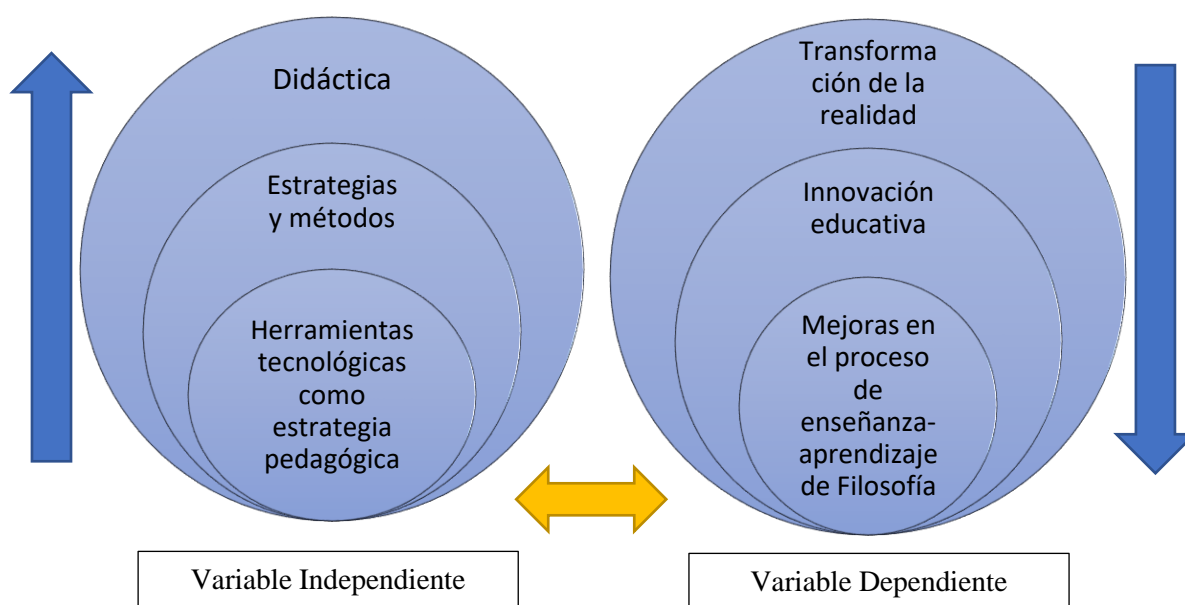 Didáctica
Estrategias
y métodos
Herramientas
tecnológicas
como
estrategia
pedagógica
Variable Independiente
Transforma
ción de la
realidad
Innovación
educativa
Mejoras en
el proceso
de
enseñanza-
aprendizaje
de Filosofía
Variable Dependiente